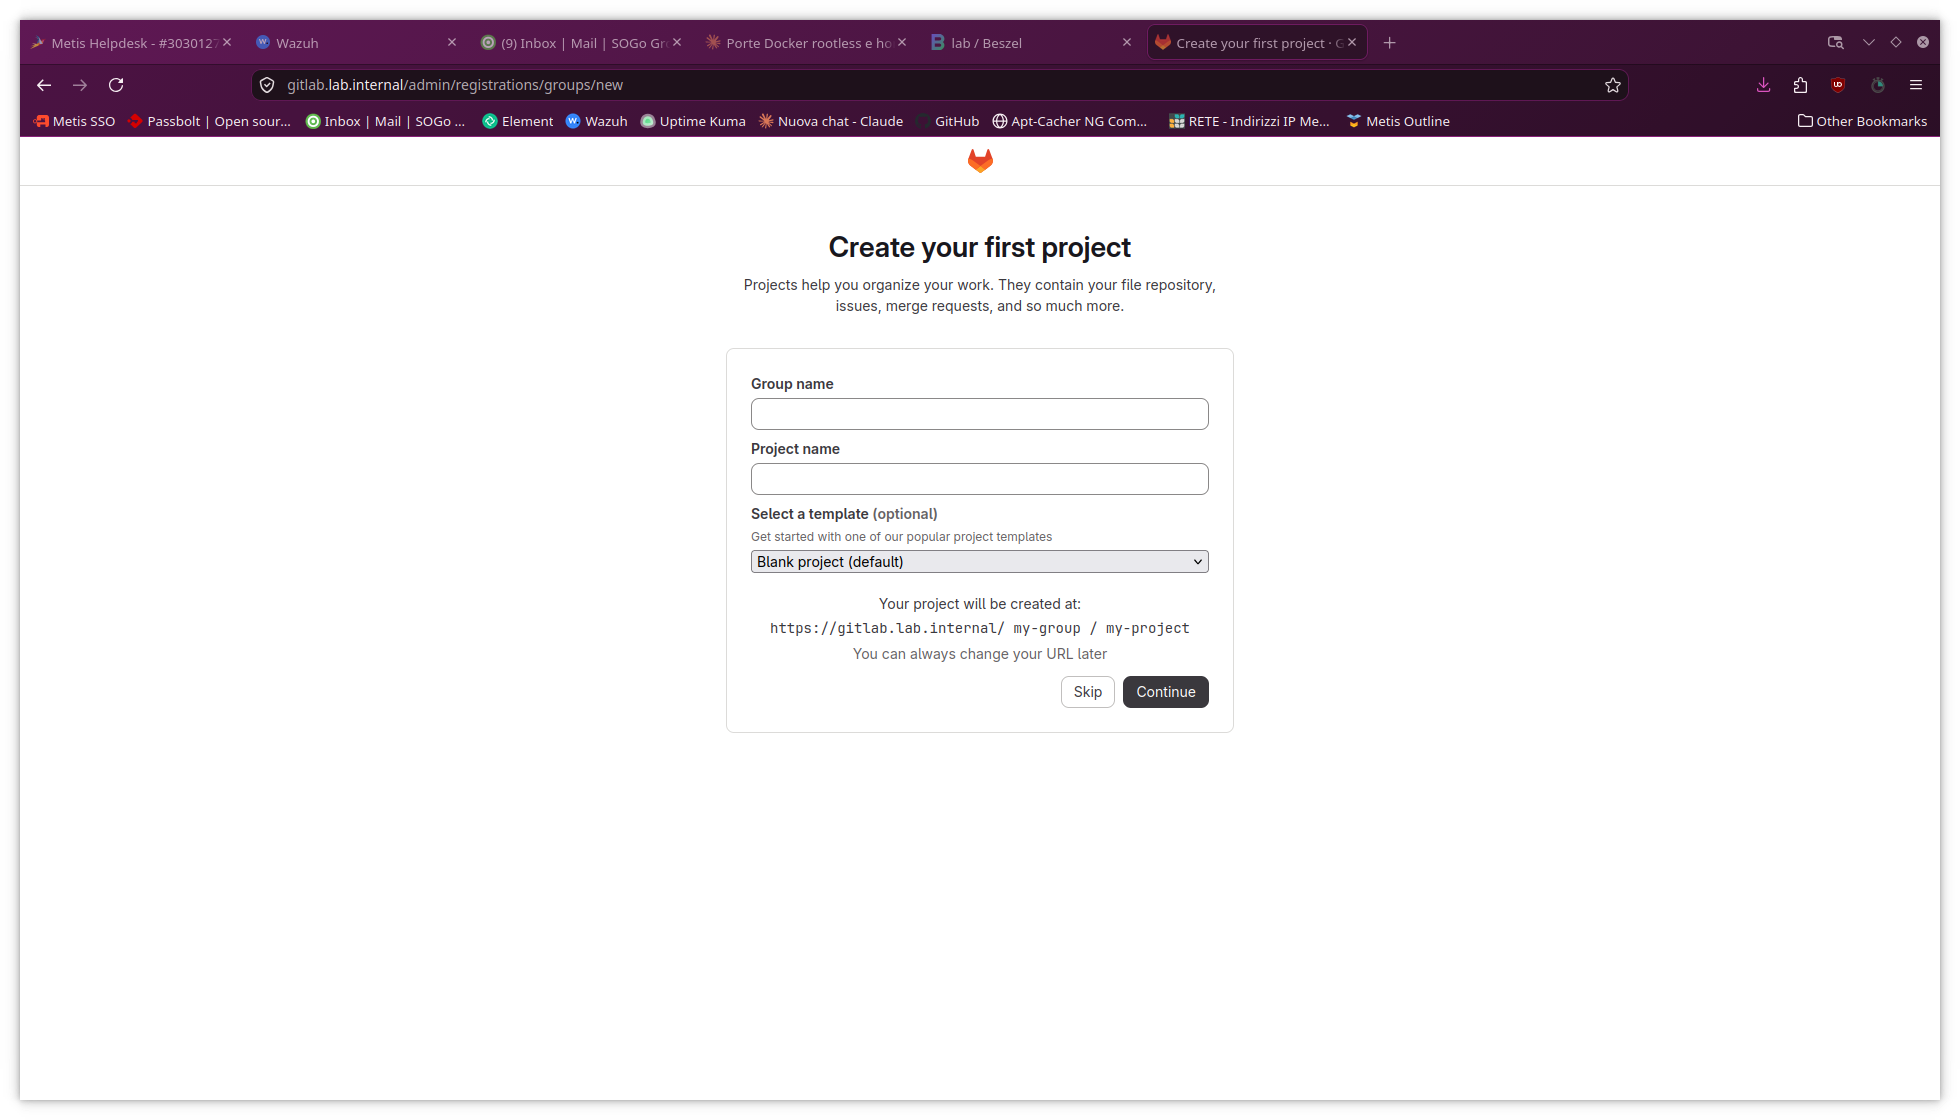 Metis Helpdesk - #3030127
Wazuh
(9) Inbox | Mail | SOGo Gr
Porte Docker rootless e ho
lab / Beszel
Create your first project · G
gitlab.lab.internal/admin/registrations/groups/new
Metis SSO
Passbolt | Open sour...
Inbox | Mail | SOGo ...
Element
Wazuh
Uptime Kuma
Nuova chat - Claude
GitHub
Apt-Cacher NG Com...
RETE - Indirizzi IP Me...
Metis Outline
Other Bookmarks
Create your first project
Projects help you organize your work. They contain your file repository,
issues, merge requests, and so much more.
Group name
Project name
Select a template (optional)
Get started with one of our popular project templates
Blank project (default)
Your project will be created at:
https://gitlab.lab.internal/ my-group / my-project
You can always change your URL later
Skip
Continue